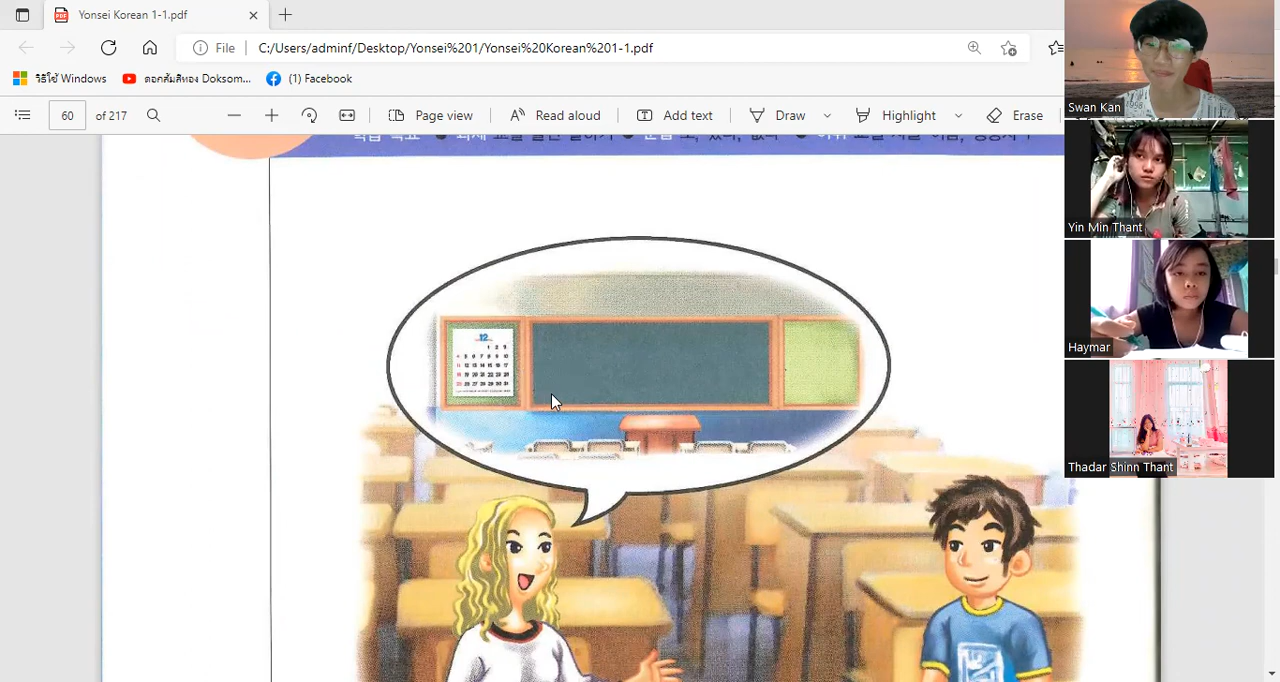 Yonsei Korean 1-1.pdf
File
C:/Users/adminf/Desktop/Yonsei%201/Yonsei%20Korean%201-1.pdf
วิธีใช้ Windows
ดอกส้มสีทอง Doksom...
(1) Facebook
60 of 217
Page view
Read aloud
Add text
Draw
Highlight
Erase
12
Swan Kan
Yin Min Thant
Haymar
Thadar Shinn Thant